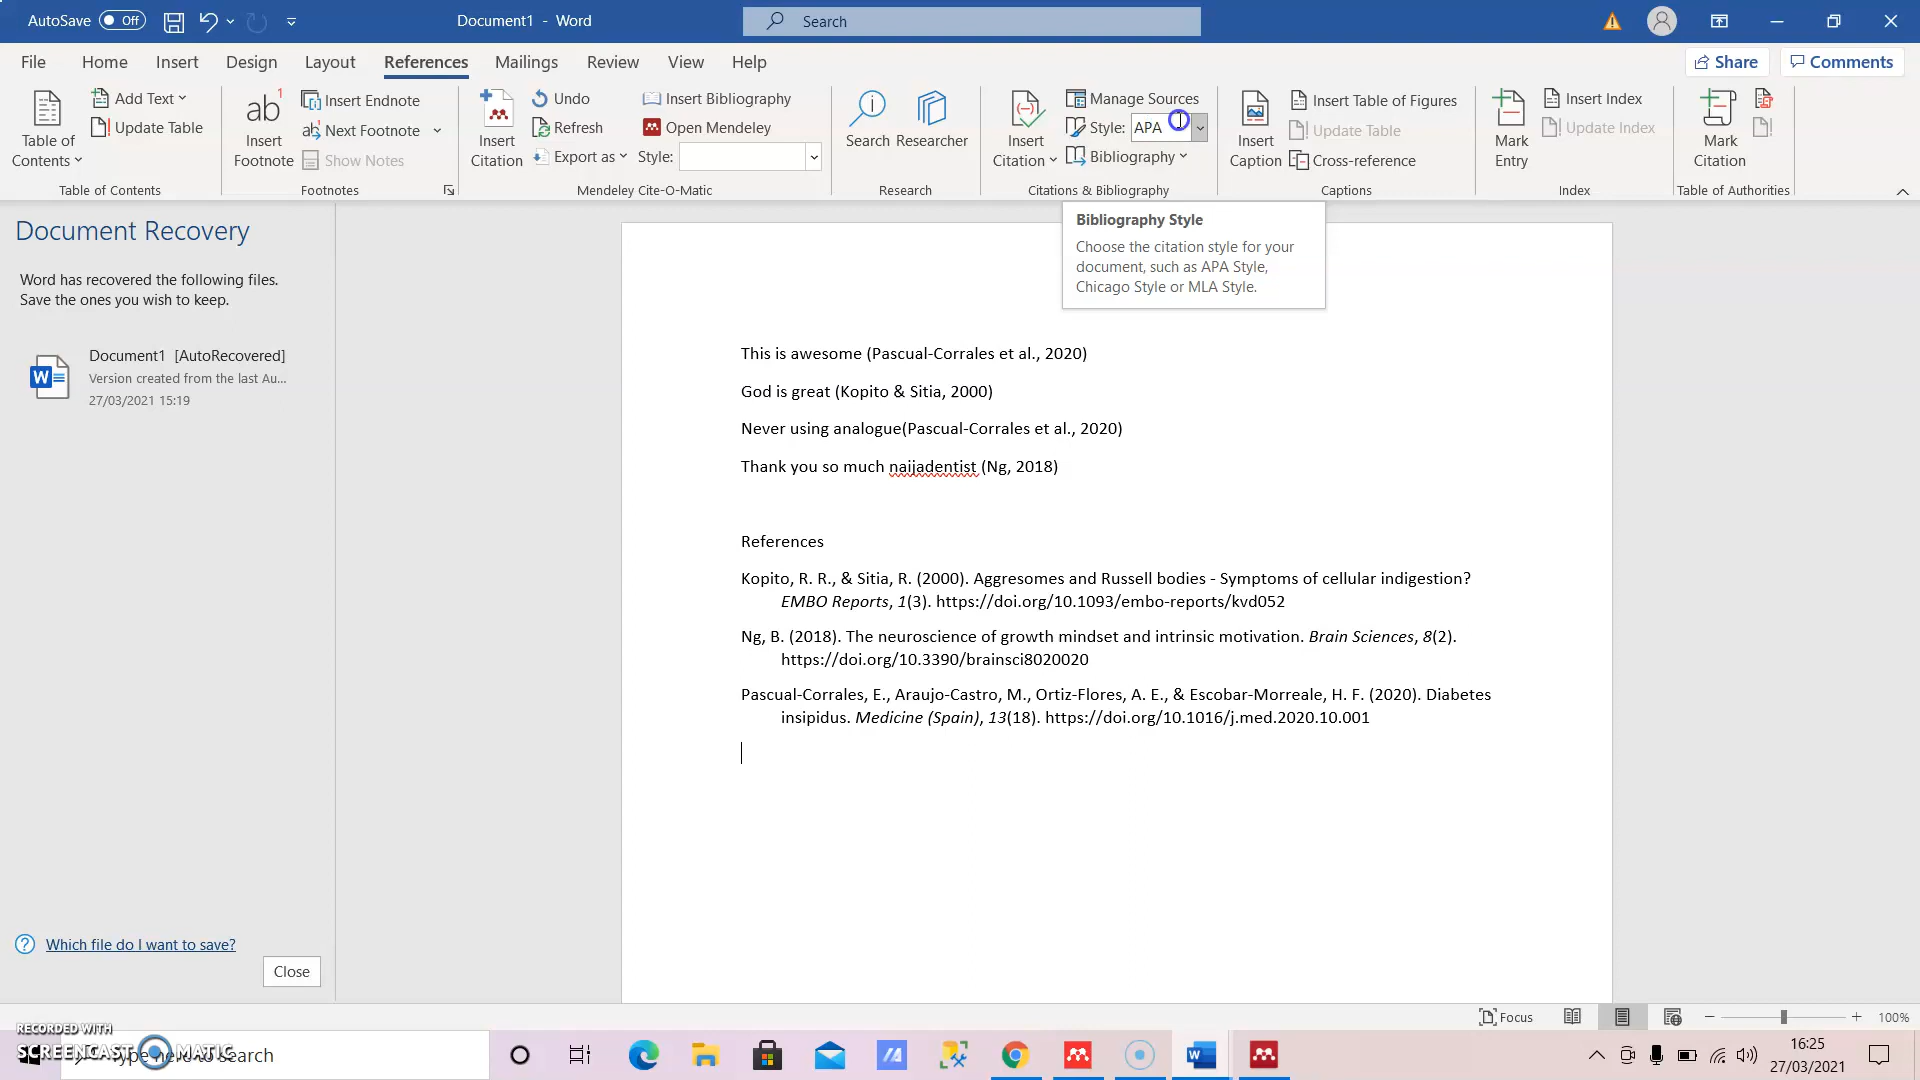 AutoSave Off
Document1 - Word
Search
File Home Insert Design Layout References Mailings Review View Help
Share Comments
Table of Contents
Add Text
Update Table
Table of Contents
ab 1
Insert Footnote
Insert Endnote
Next Footnote
Show Notes
Footnotes
Insert Citation
Undo
Refresh
Export as
Insert Bibliography
Open Mendeley
Style:
Mendeley Cite-O-Matic
Search
Researcher
Research
Insert Citation
Manage Sources
Style: APA
Bibliography
Citations & Bibliography
Insert Caption
Insert Table of Figures
Update Table
Cross-reference
Captions
Mark Entry
Insert Index
Update Index
Index
Mark Citation
Table of Authorities
Bibliography Style
Choose the citation style for your
document, such as APA Style,
Chicago Style or MLA Style.
Document Recovery
Word has recovered the following files.
Save the ones you wish to keep.
Document1 [AutoRecovered]
Version created from the last Au...
27/03/2021 15:19
This is awesome (Pascual-Corrales et al., 2020)
God is great (Kopito & Sitia, 2000)
Never using analogue(Pascual-Corrales et al., 2020)
Thank you so much naijadentist (Ng, 2018)
References
Kopito, R. R., & Sitia, R. (2000). Aggresomes and Russell bodies - Symptoms of cellular indigestion?
EMBO Reports, 1(3). https://doi.org/10.1093/embo-reports/kvd052
Ng, B. (2018). The neuroscience of growth mindset and intrinsic motivation. Brain Sciences, 8(2).
https://doi.org/10.3390/brainsci8020020
Pascual-Corrales, E., Araujo-Castro, M., Ortiz-Flores, A. E., & Escobar-Morreale, H. F. (2020). Diabetes
insipidus. Medicine (Spain), 13(18). https://doi.org/10.1016/j.med.2020.10.001
Which file do I want to save?
Close
Focus
100%
RECORDED WITH
SCREENCAST MATIC
Type here to search
16:25
27/03/2021